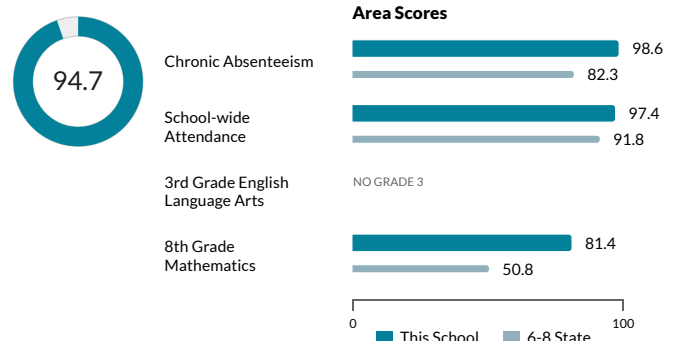 Area Scores
94.7
Chronic Absenteeism
98.6
82.3
School-wide
Attendance
97.4
91.8
3rd Grade English
Language Arts
NO GRADE 3
8th Grade
Mathematics
81.4
50.8
0
100
This School
6-8 State